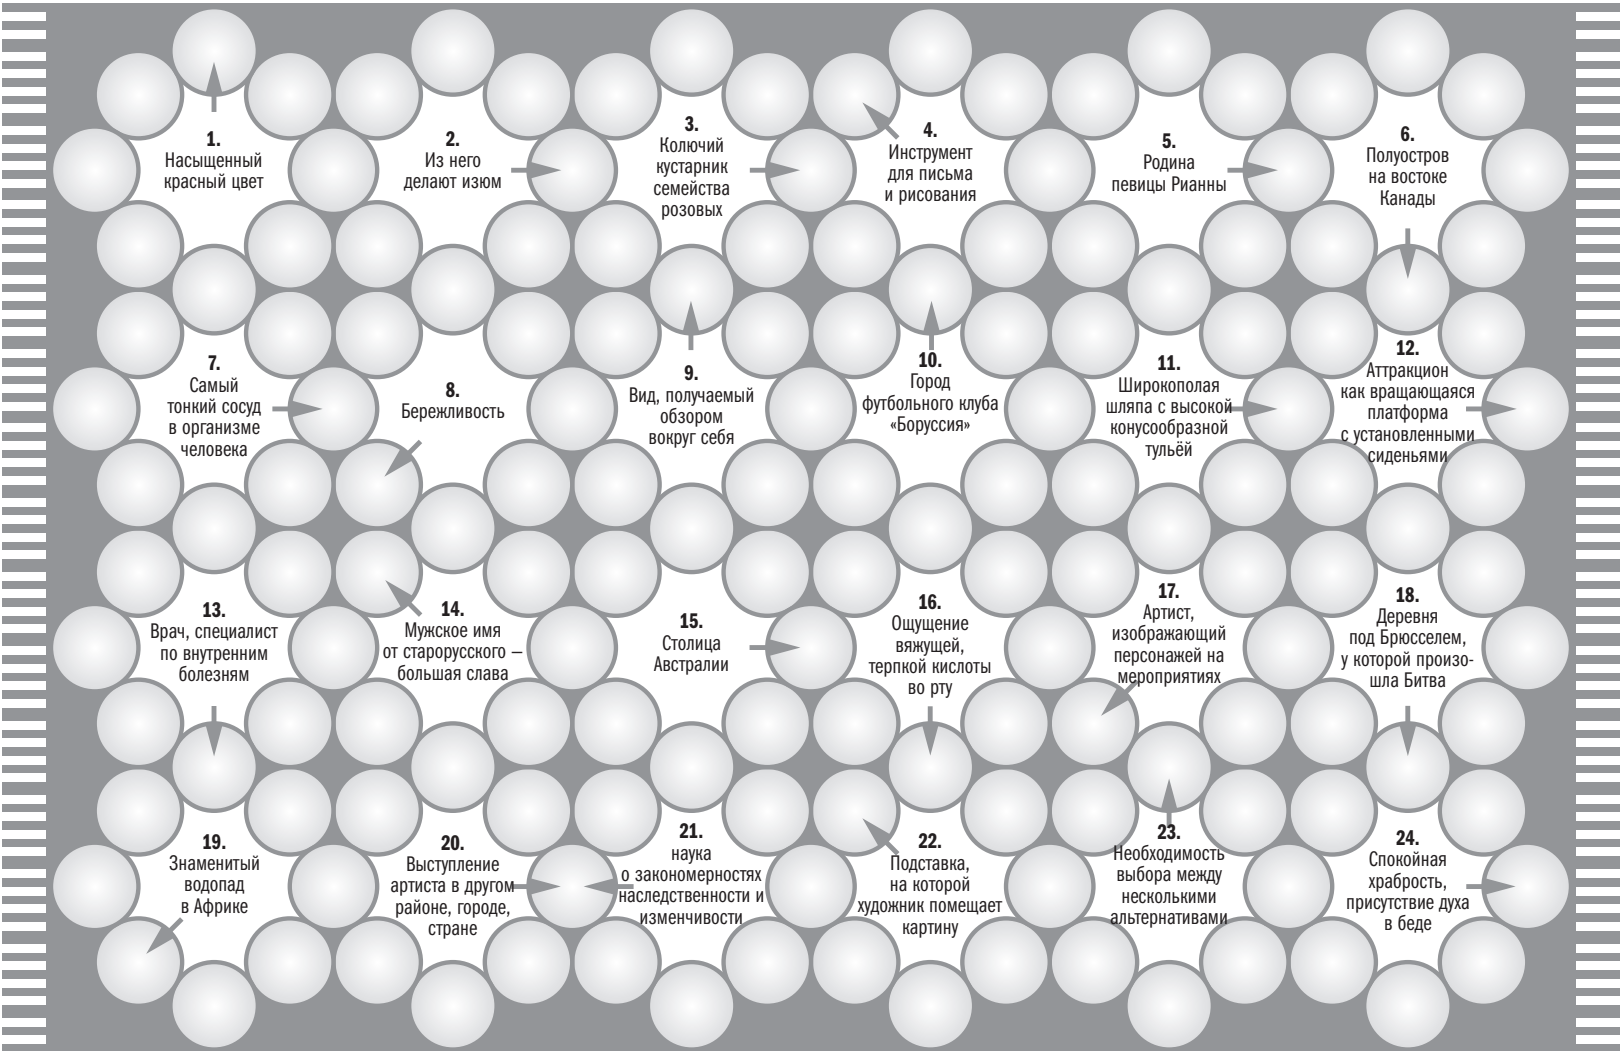 1.
Насыщенный
красный цвет
2.
Из него
делают изюм
3.
Колючий
кустарник
семейства
розовых
4.
Инструмент
для письма
и рисования
5.
Родина
певицы Рианны
6.
Полуостров
на востоке
Канады
7.
Самый
тонкий сосуд
в организме
человека
8.
Бережливость
9.
Вид, получаемый
обзором
вокруг себя
10.
Город
футбольного клуба
«Боруссия»
11.
Широкополая
шляпа с высокой
конусообразной
тульёй
12.
Аттракцион
как вращающаяся
платформа
с установленными
сиденьями
13.
Врач, специалист
по внутренним
болезням
14.
Мужское имя
от старорусского –
большая слава
15.
Столица
Австралии
16.
Ощущение
вяжущей,
терпкой кислоты
во рту
17.
Артист,
изображающий
персонажей на
мероприятиях
18.
Деревня
под Брюсселем,
у которой произо-
шла Битва
19.
Знаменитый
водопад
в Африке
20.
Выступление
артиста в другом
районе, городе,
стране
21.
наука
о закономерностях
наследственности и
изменчивости
22.
Подставка,
на которой
художник помещает
картину
23.
Необходимость
выбора между
несколькими
альтернативами
24.
Спокойная
храбрость,
присутствие духа
в беде